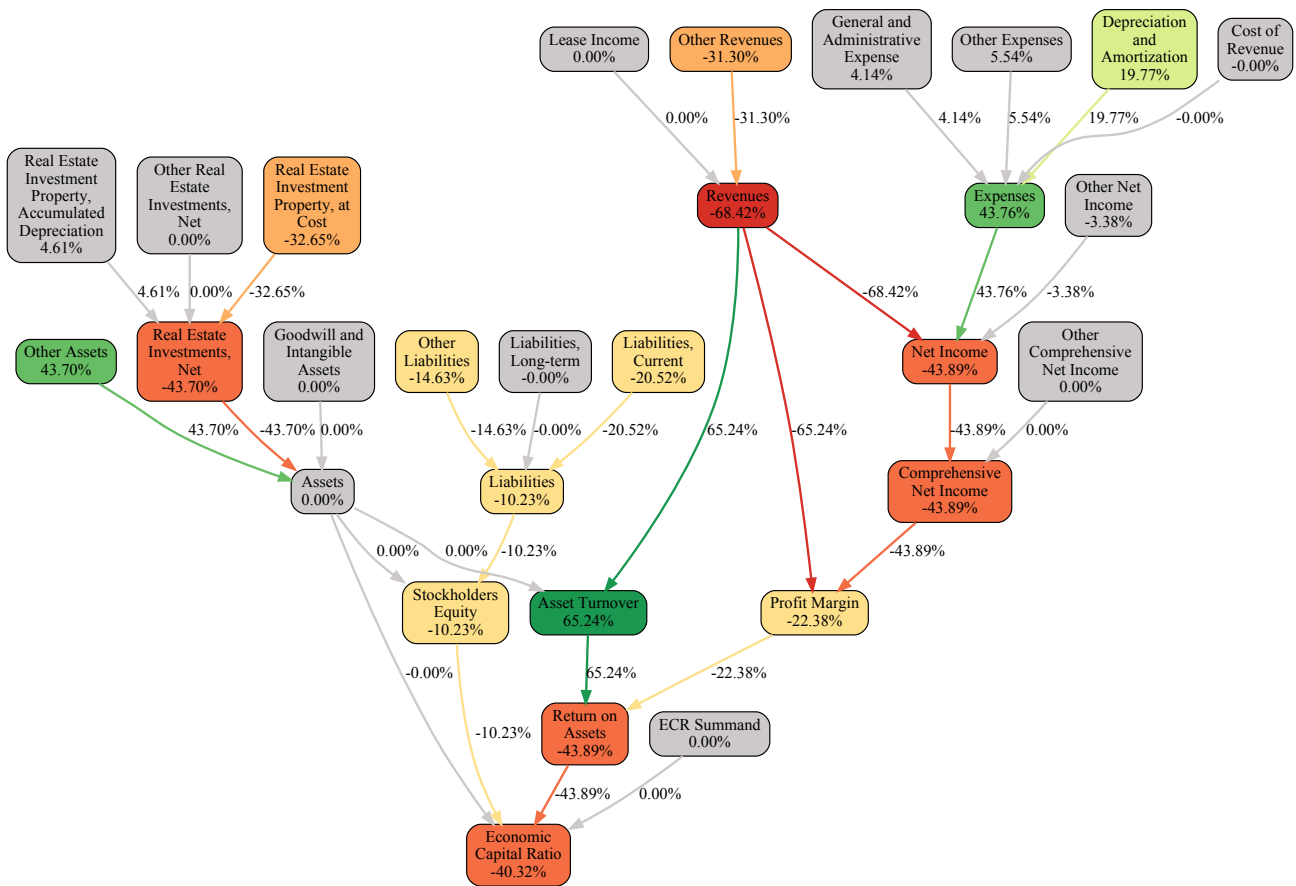 Lease Income
0.00%
Other Revenues
-31.30%
General and
Administrative
Expense
4.14%
Other Expenses
5.54%
Depreciation
and
Amortization
19.77%
Cost of
Revenue
-0.00%
0.00%
-31.30%
4.14%
5.54%
19.77%
-0.00%
Real Estate
Investment
Property,
Accumulated
Depreciation
4.61%
Other Real
Estate
Investments,
Net
0.00%
Real Estate
Investment
Property, at
Cost
-32.65%
Revenues
-68.42%
Expenses
43.76%
Other Net
Income
-3.38%
4.61%
0.00%
-32.65%
-68.42%
43.76%
-3.38%
Other Assets
43.70%
Real Estate
Investments,
Net
-43.70%
Goodwill and
Intangible
Assets
0.00%
Other
Liabilities
-14.63%
Liabilities,
Long-term
-0.00%
Liabilities,
Current
-20.52%
Net Income
-43.89%
Other
Comprehensive
Net Income
0.00%
43.70%
-43.70%
0.00%
-14.63%
-0.00%
-20.52%
65.24%
-65.24%
-43.89%
0.00%
Assets
0.00%
Liabilities
-10.23%
Comprehensive
Net Income
-43.89%
0.00%
0.00%
-10.23%
-43.89%
Stockholders
Equity
-10.23%
Asset Turnover
65.24%
Profit Margin
-22.38%
-0.00%
65.24%
-22.38%
Return on
Assets
-43.89%
ECR Summand
0.00%
-10.23%
-43.89%
0.00%
Economic
Capital Ratio
-40.32%